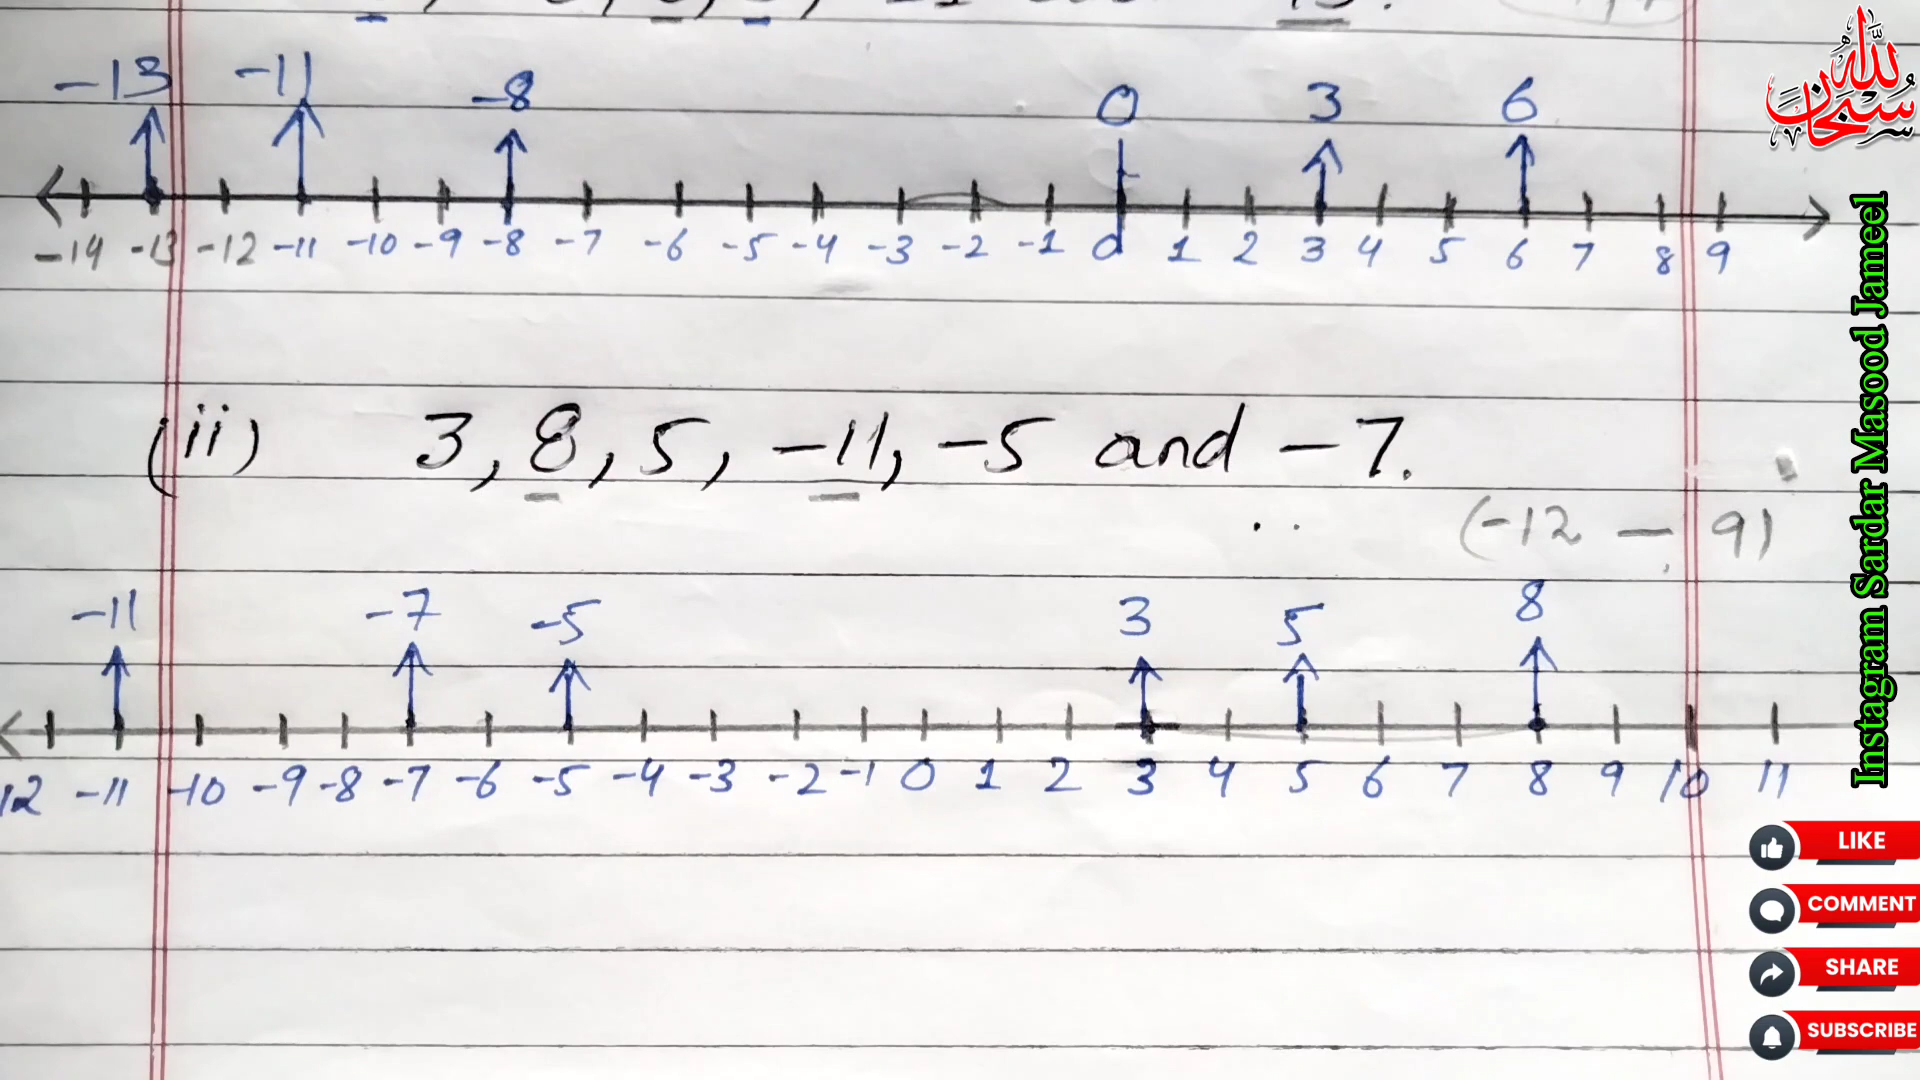 -13 -11 -8 0 3 6
-14 -13 -12 -11 -10 -9 -8 -7 -6 -5 -4 -3 -2 -1 0 1 2 3 4 5 6 7 8 9
(ii) 3, 8, 5, -11, -5 and -7.
(-12 - 9)
-11 -7 -5 3 5 8
12 -11 -10 -9 -8 -7 -6 -5 -4 -3 -2 -1 0 1 2 3 4 5 6 7 8 9 10 11
سبحان الله
Instagram Sardar Masood Jameel
LIKE
COMMENT
SHARE
SUBSCRIBE